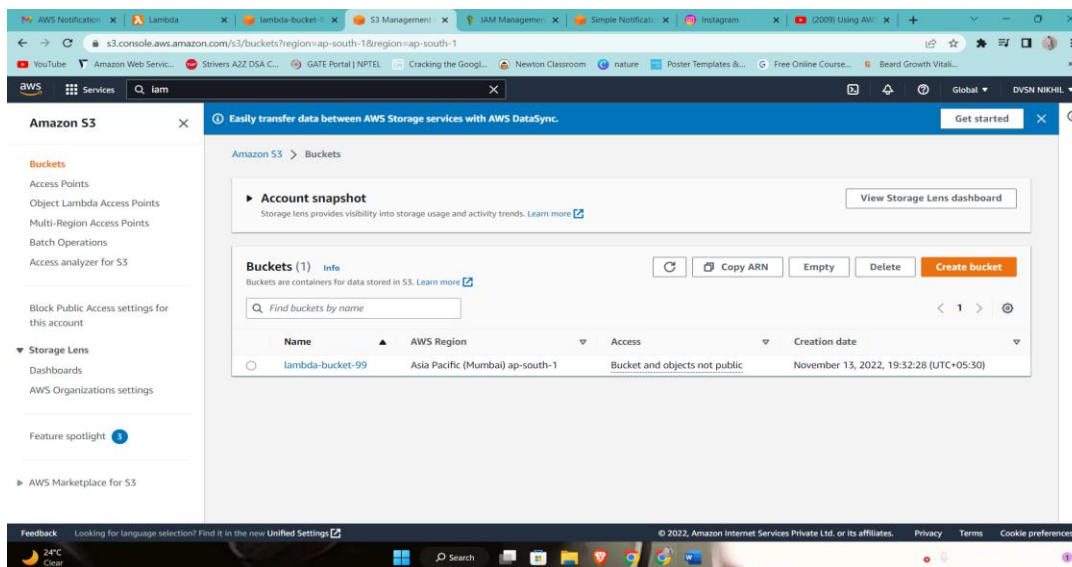 AWS Notification
Lambda
lambda-bucket-
S3 Management
IAM Managemen
Simple Notificati
Instagram
(2009) Using AW
s3.console.aws.amazon.com/s3/buckets?region=ap-south-1&region=ap-south-1
YouTube Amazon Web Servic... Strivers A2Z DSA C... GATE Portal | NPTEL Cracking the Googl... Newton Classroom nature Poster Templates &... Free Online Course... Beard Growth Vitali...
aws Services iam Global DVSN NIKHIL
Amazon S3
Buckets
Access Points
Object Lambda Access Points
Multi-Region Access Points
Batch Operations
Access analyzer for S3
Block Public Access settings for
this account
Storage Lens
Dashboards
AWS Organizations settings
Feature spotlight 3
AWS Marketplace for S3
Easily transfer data between AWS Storage services with AWS DataSync. Get started
Amazon S3 > Buckets
Account snapshot View Storage Lens dashboard
Storage lens provides visibility into storage usage and activity trends. Learn more
Buckets (1) Info Copy ARN Empty Delete Create bucket
Buckets are containers for data stored in S3. Learn more
Find buckets by name < 1 >
Name AWS Region Access Creation date
lambda-bucket-99 Asia Pacific (Mumbai) ap-south-1 Bucket and objects not public November 13, 2022, 19:32:28 (UTC+05:30)
Feedback Looking for language selection? Find it in the new Unified Settings © 2022, Amazon Internet Services Private Ltd. or its affiliates. Privacy Terms Cookie preferences
24°C
Clear
Search
1